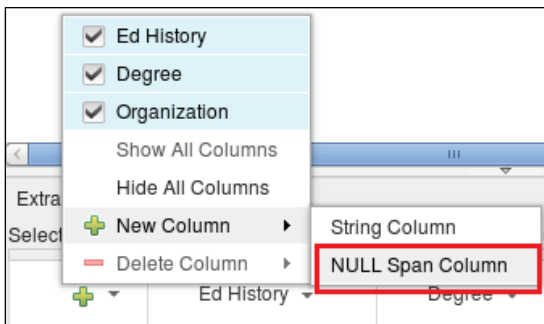 Ed History
Degree
Organization
Show All Columns
Hide All Columns
New Column
Delete Column
String Column
NULL Span Column
Extra
Select
Ed History
Degree